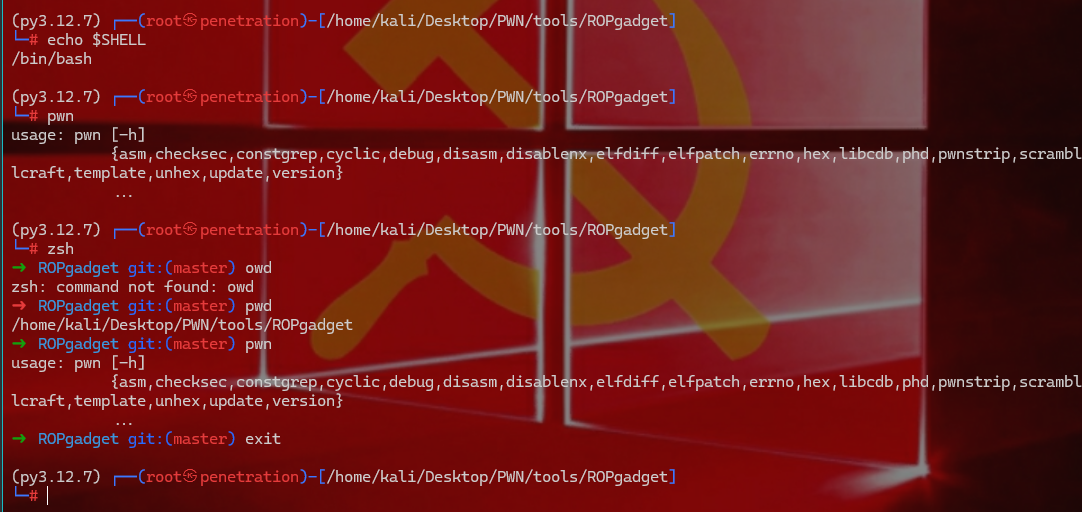 (py3.12.7) ┌──(root㉿penetration)-[/home/kali/Desktop/PWN/tools/ROPgadget]
└─# echo $SHELL
/bin/bash
(py3.12.7) ┌──(root㉿penetration)-[/home/kali/Desktop/PWN/tools/ROPgadget]
└─# pwn
usage: pwn [-h]
{asm,checksec,constgrep,cyclic,debug,disasm,disablenx,elfdiff,elfpatch,errno,hex,libcdb,phd,pwnstrip,scrambl
lcraft,template,unhex,update,version}
...
(py3.12.7) ┌──(root㉿penetration)-[/home/kali/Desktop/PWN/tools/ROPgadget]
└─# zsh
➜ ROPgadget git:(master) owd
zsh: command not found: owd
➜ ROPgadget git:(master) pwd
/home/kali/Desktop/PWN/tools/ROPgadget
➜ ROPgadget git:(master) pwn
usage: pwn [-h]
{asm,checksec,constgrep,cyclic,debug,disasm,disablenx,elfdiff,elfpatch,errno,hex,libcdb,phd,pwnstrip,scrambl
lcraft,template,unhex,update,version}
...
➜ ROPgadget git:(master) exit
(py3.12.7) ┌──(root㉿penetration)-[/home/kali/Desktop/PWN/tools/ROPgadget]
└─#